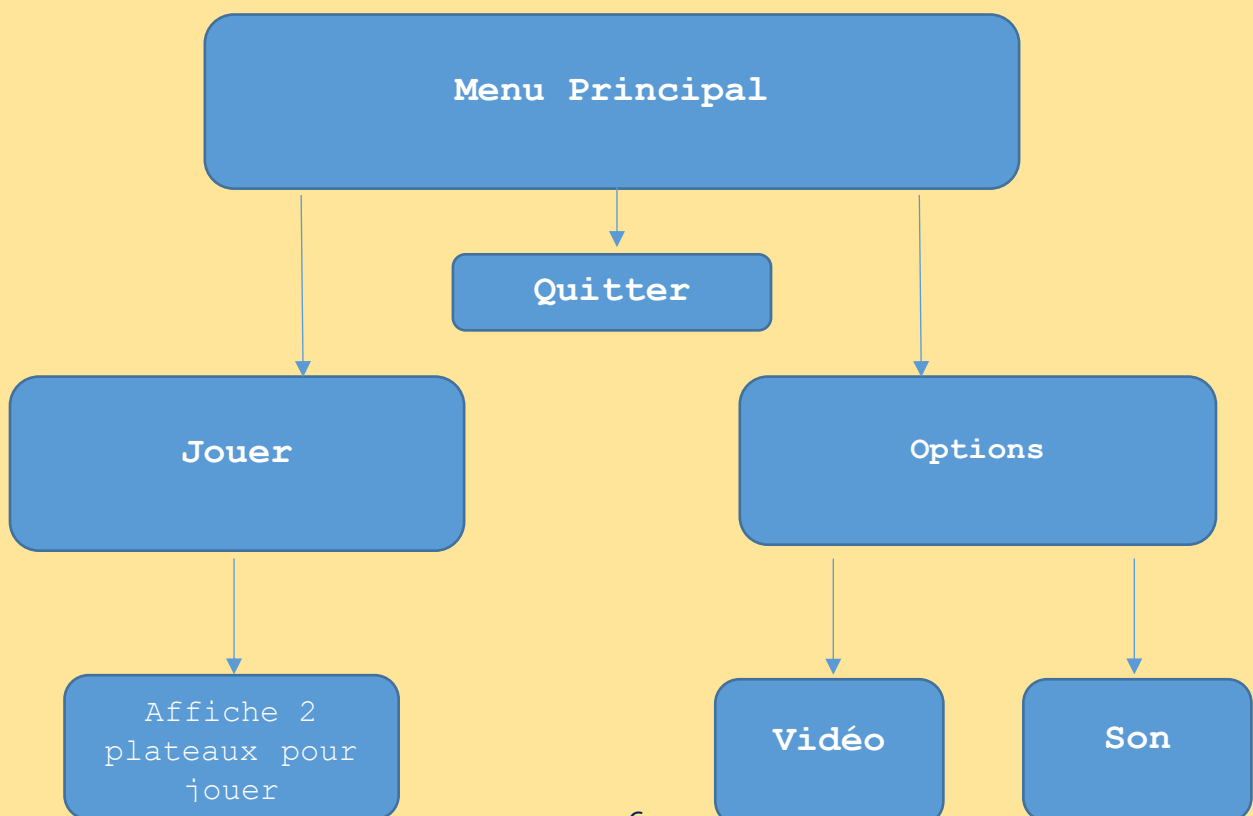 Menu Principal
Quitter
Jouer
Options
Affiche 2
plateaux pour
jouer
Vidéo
Son